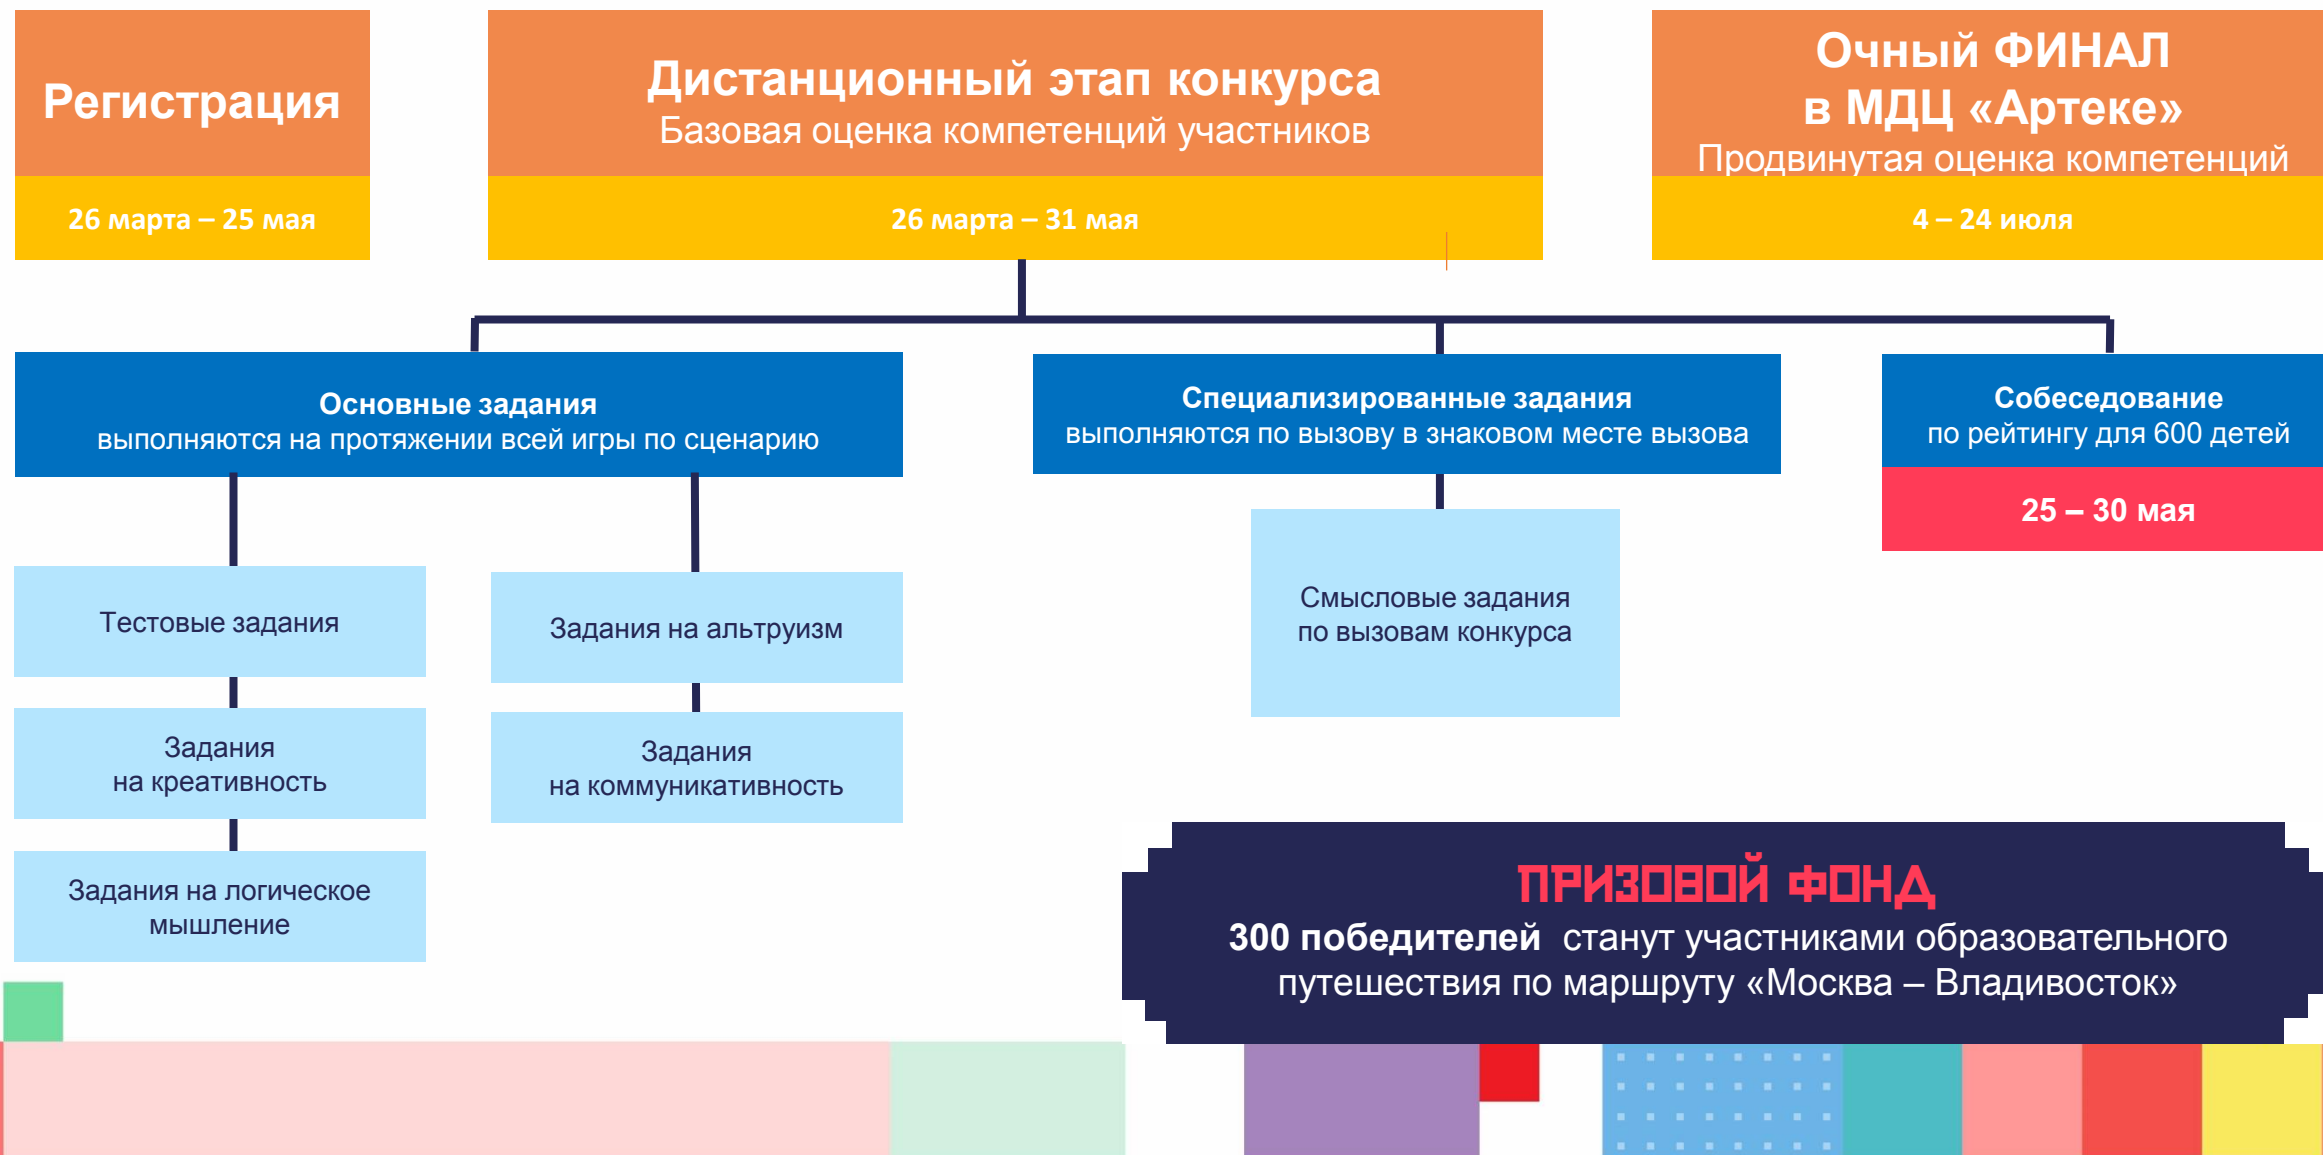 Регистрация
26 марта – 25 мая
Дистанционный этап конкурса
Базовая оценка компетенций участников
26 марта – 31 мая
Очный ФИНАЛ
в МДЦ «Артеке»
Продвинутая оценка компетенций
4 – 24 июля
Основные задания
выполняются на протяжении всей игры по сценарию
Специализированные задания
выполняются по вызову в знаковом месте вызова
Собеседование
по рейтингу для 600 детей
25 – 30 мая
Тестовые задания
Задания
на креативность
Задания на логическое
мышление
Задания на альтруизм
Задания
на коммуникативность
Смысловые задания
по вызовам конкурса
ПРИЗОВОЙ ФОНД
300 победителей станут участниками образовательного
путешествия по маршруту «Москва – Владивосток»